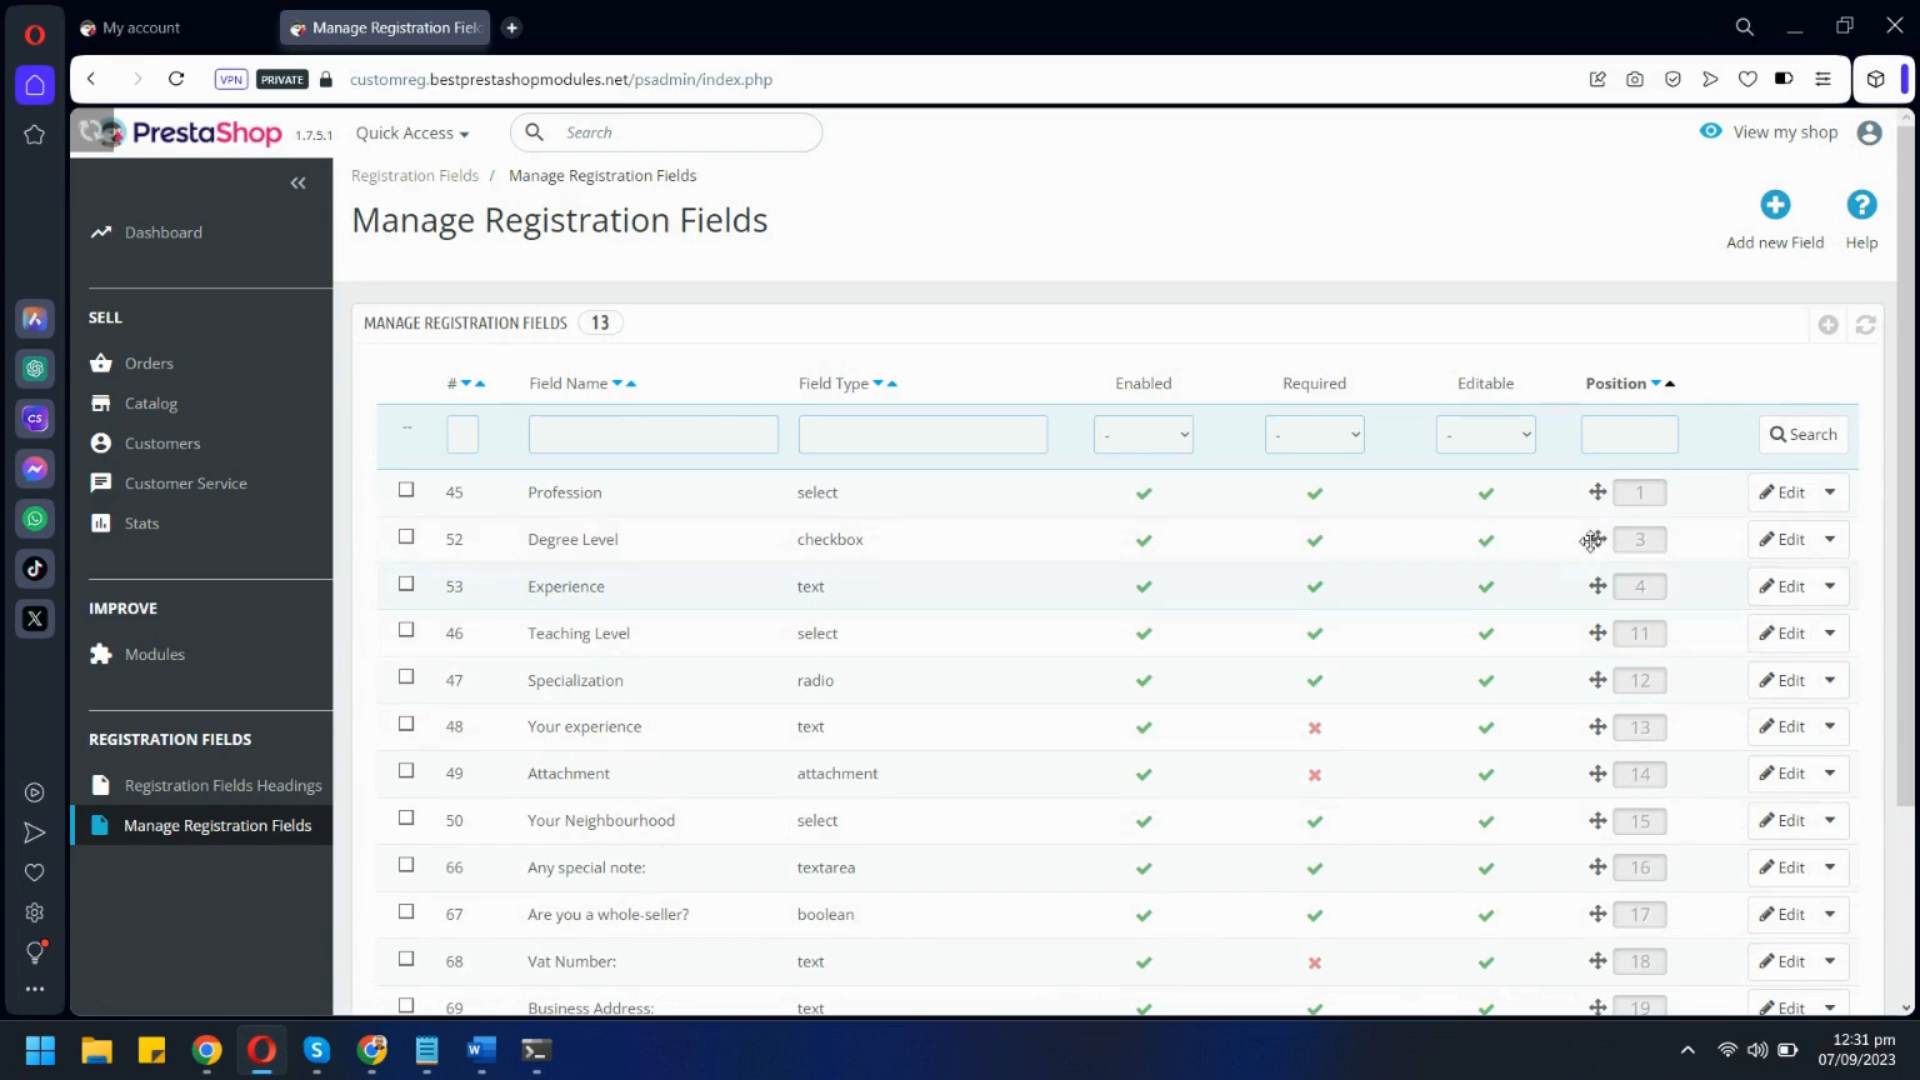 My account
Manage Registration Fiel
VPN PRIVATE customreg.bestprestashopmodules.net/psadmin/index.php
PrestaShop 1.7.5.1 Quick Access Search View my shop
Registration Fields / Manage Registration Fields
Manage Registration Fields
Add new Field Help
Dashboard
SELL
Orders
Catalog
Customers
Customer Service
Stats
IMPROVE
Modules
REGISTRATION FIELDS
Registration Fields Headings
Manage Registration Fields
MANAGE REGISTRATION FIELDS 13
# Field Name Field Type Enabled Required Editable Position
-- - - - Search
45 Profession select 1 Edit
52 Degree Level checkbox 3 Edit
53 Experience text 4 Edit
46 Teaching Level select 11 Edit
47 Specialization radio 12 Edit
48 Your experience text 13 Edit
49 Attachment attachment 14 Edit
50 Your Neighbourhood select 15 Edit
66 Any special note: textarea 16 Edit
67 Are you a whole-seller? boolean 17 Edit
68 Vat Number: text 18 Edit
69 Business Address: text 19 Edit
CS
12:31 pm
07/09/2023